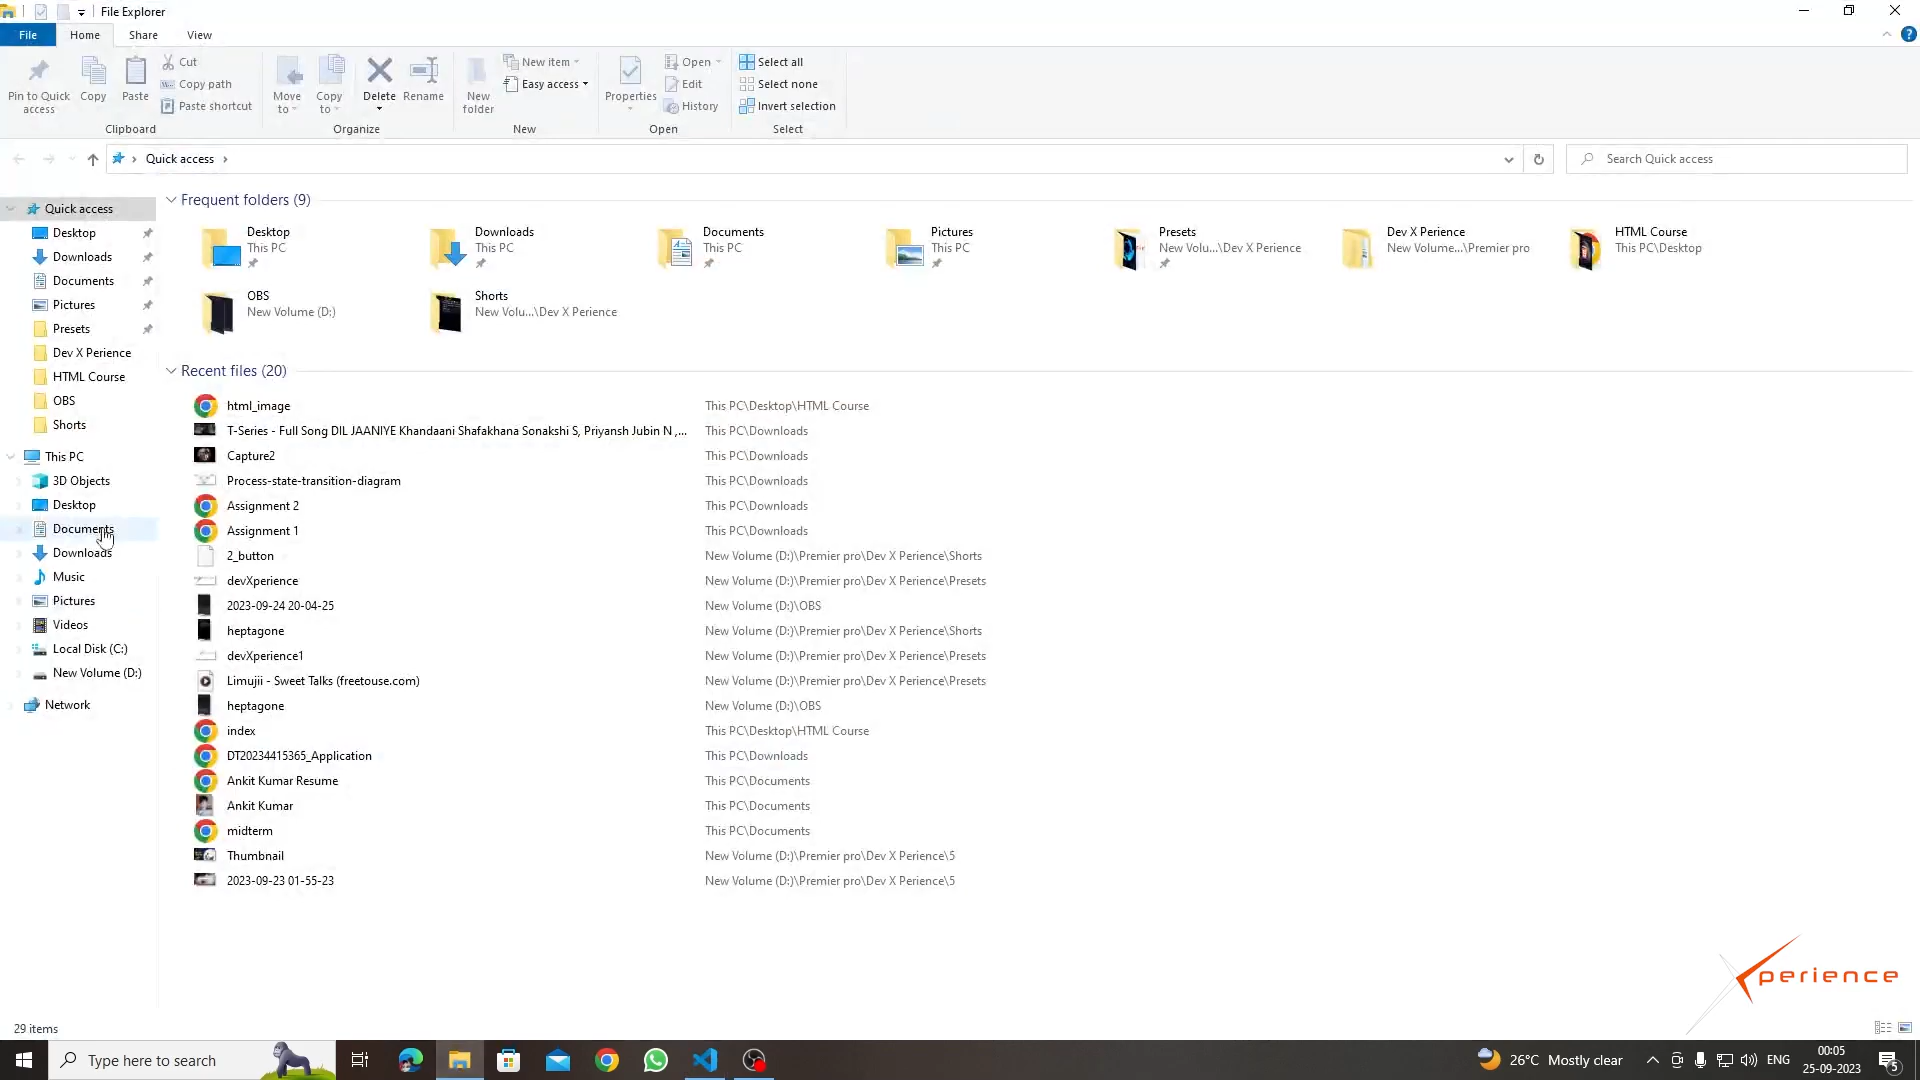 File Explorer
File Home Share View
Pin to Quick access
Copy
Paste
Cut
Copy path
Paste shortcut
Clipboard
Move to
Copy to
Delete
Rename
Organize
New folder
New item
Easy access
New
Properties
Open
Edit
History
Open
Select all
Select none
Invert selection
Select
Quick access
Search Quick access
Quick access
Desktop
Downloads
Documents
Pictures
Presets
Dev X Perience
HTML Course
OBS
Shorts
This PC
3D Objects
Desktop
Documents
Downloads
Music
Pictures
Videos
Local Disk (C:)
New Volume (D:)
Network
Frequent folders (9)
Desktop
This PC
Downloads
This PC
Documents
This PC
Pictures
This PC
Presets
New Volu...\Dev X Perience
Dev X Perience
New Volume...\Premier pro
HTML Course
This PC\Desktop
OBS
New Volume (D:)
Shorts
New Volu...\Dev X Perience
Recent files (20)
html_image This PC\Desktop\HTML Course
T-Series - Full Song DIL JAANIYE Khandaani Shafakhana Sonakshi S, Priyansh Jubin N ,... This PC\Downloads
Capture2 This PC\Downloads
Process-state-transition-diagram This PC\Downloads
Assignment 2 This PC\Downloads
Assignment 1 This PC\Downloads
2_button New Volume (D:)\Premier pro\Dev X Perience\Shorts
devXperience New Volume (D:)\Premier pro\Dev X Perience\Presets
2023-09-24 20-04-25 New Volume (D:)\OBS
heptagone New Volume (D:)\Premier pro\Dev X Perience\Shorts
devXperience1 New Volume (D:)\Premier pro\Dev X Perience\Presets
Limujii - Sweet Talks (freetouse.com) New Volume (D:)\Premier pro\Dev X Perience\Presets
heptagone New Volume (D:)\OBS
index This PC\Desktop\HTML Course
DT20234415365_Application This PC\Downloads
Ankit Kumar Resume This PC\Documents
Ankit Kumar This PC\Documents
midterm This PC\Documents
Thumbnail New Volume (D:)\Premier pro\Dev X Perience\5
2023-09-23 01-55-23 New Volume (D:)\Premier pro\Dev X Perience\5
Xperience
29 items
Type here to search
26°C Mostly clear
ENG
00:05
25-09-2023
5